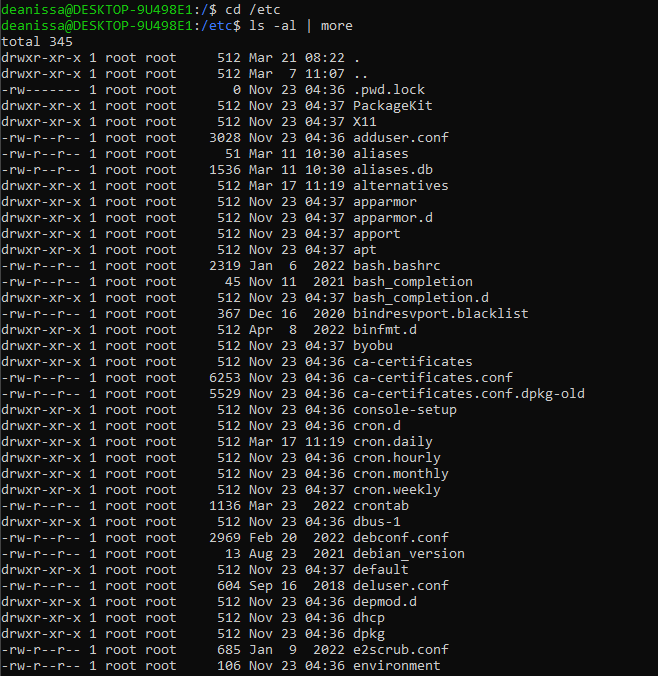 deanissa@DESKTOP-9U498E1:/$ cd /etc
deanissa@DESKTOP-9U498E1:/etc$ ls -al | more
total 345
drwxr-xr-x 1 root root     512 Mar 21 08:22 .
drwxr-xr-x 1 root root     512 Mar  7 11:07 ..
-rw------- 1 root root       0 Nov 23 04:36 .pwd.lock
drwxr-xr-x 1 root root     512 Nov 23 04:37 PackageKit
drwxr-xr-x 1 root root     512 Nov 23 04:37 X11
-rw-r--r-- 1 root root    3028 Nov 23 04:36 adduser.conf
-rw-r--r-- 1 root root      51 Mar 11 10:30 aliases
-rw-r--r-- 1 root root    1536 Mar 11 10:30 aliases.db
drwxr-xr-x 1 root root     512 Mar 17 11:19 alternatives
drwxr-xr-x 1 root root     512 Nov 23 04:37 apparmor
drwxr-xr-x 1 root root     512 Nov 23 04:37 apparmor.d
drwxr-xr-x 1 root root     512 Nov 23 04:37 apport
drwxr-xr-x 1 root root     512 Nov 23 04:37 apt
-rw-r--r-- 1 root root    2319 Jan  6  2022 bash.bashrc
-rw-r--r-- 1 root root      45 Nov 11  2021 bash_completion
drwxr-xr-x 1 root root     512 Nov 23 04:37 bash_completion.d
-rw-r--r-- 1 root root     367 Dec 16  2020 bindresvport.blacklist
drwxr-xr-x 1 root root     512 Apr  8  2022 binfmt.d
drwxr-xr-x 1 root root     512 Nov 23 04:37 byobu
drwxr-xr-x 1 root root     512 Nov 23 04:36 ca-certificates
-rw-r--r-- 1 root root    6253 Nov 23 04:36 ca-certificates.conf
-rw-r--r-- 1 root root    5529 Nov 23 04:36 ca-certificates.conf.dpkg-old
drwxr-xr-x 1 root root     512 Nov 23 04:36 console-setup
drwxr-xr-x 1 root root     512 Nov 23 04:36 cron.d
drwxr-xr-x 1 root root     512 Mar 17 11:19 cron.daily
drwxr-xr-x 1 root root     512 Nov 23 04:36 cron.hourly
drwxr-xr-x 1 root root     512 Nov 23 04:36 cron.monthly
drwxr-xr-x 1 root root     512 Nov 23 04:37 cron.weekly
-rw-r--r-- 1 root root    1136 Mar 23  2022 crontab
drwxr-xr-x 1 root root     512 Nov 23 04:36 dbus-1
-rw-r--r-- 1 root root    2969 Feb 20  2022 debconf.conf
-rw-r--r-- 1 root root      13 Aug 23  2021 debian_version
drwxr-xr-x 1 root root     512 Nov 23 04:37 default
-rw-r--r-- 1 root root     604 Sep 16  2018 deluser.conf
drwxr-xr-x 1 root root     512 Nov 23 04:36 depmod.d
drwxr-xr-x 1 root root     512 Nov 23 04:36 dhcp
drwxr-xr-x 1 root root     512 Nov 23 04:36 dpkg
-rw-r--r-- 1 root root     685 Jan  9  2022 e2scrub.conf
-rw-r--r-- 1 root root     106 Nov 23 04:36 environment